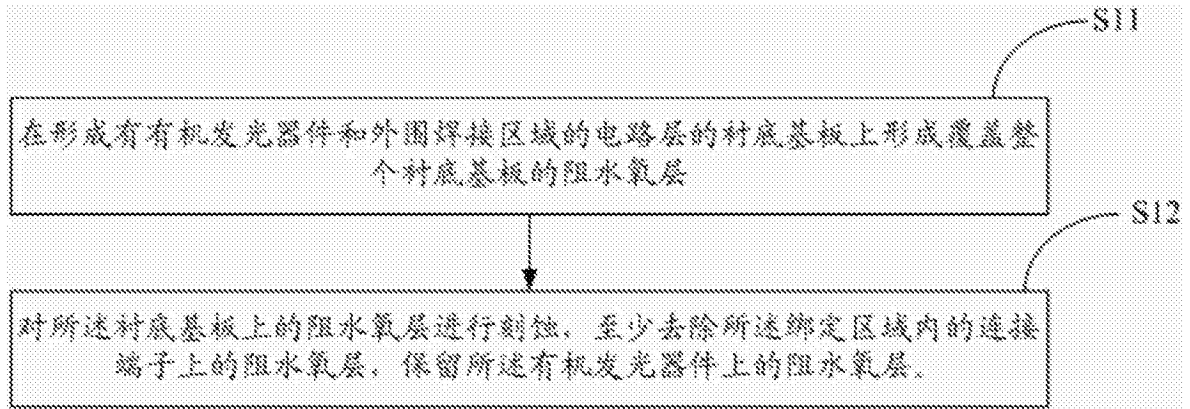 S11
在形成有有机发光器件和外围焊接区域的电路层的衬底基板上形成覆盖整
个衬底基板的阻水氧层
S12
对所述衬底基板上的阻水氧层进行刻蚀，至少去除所述绑定区域内的连接
端子上的阻水氧层，保留所述有机发光器件上的阻水氧层。